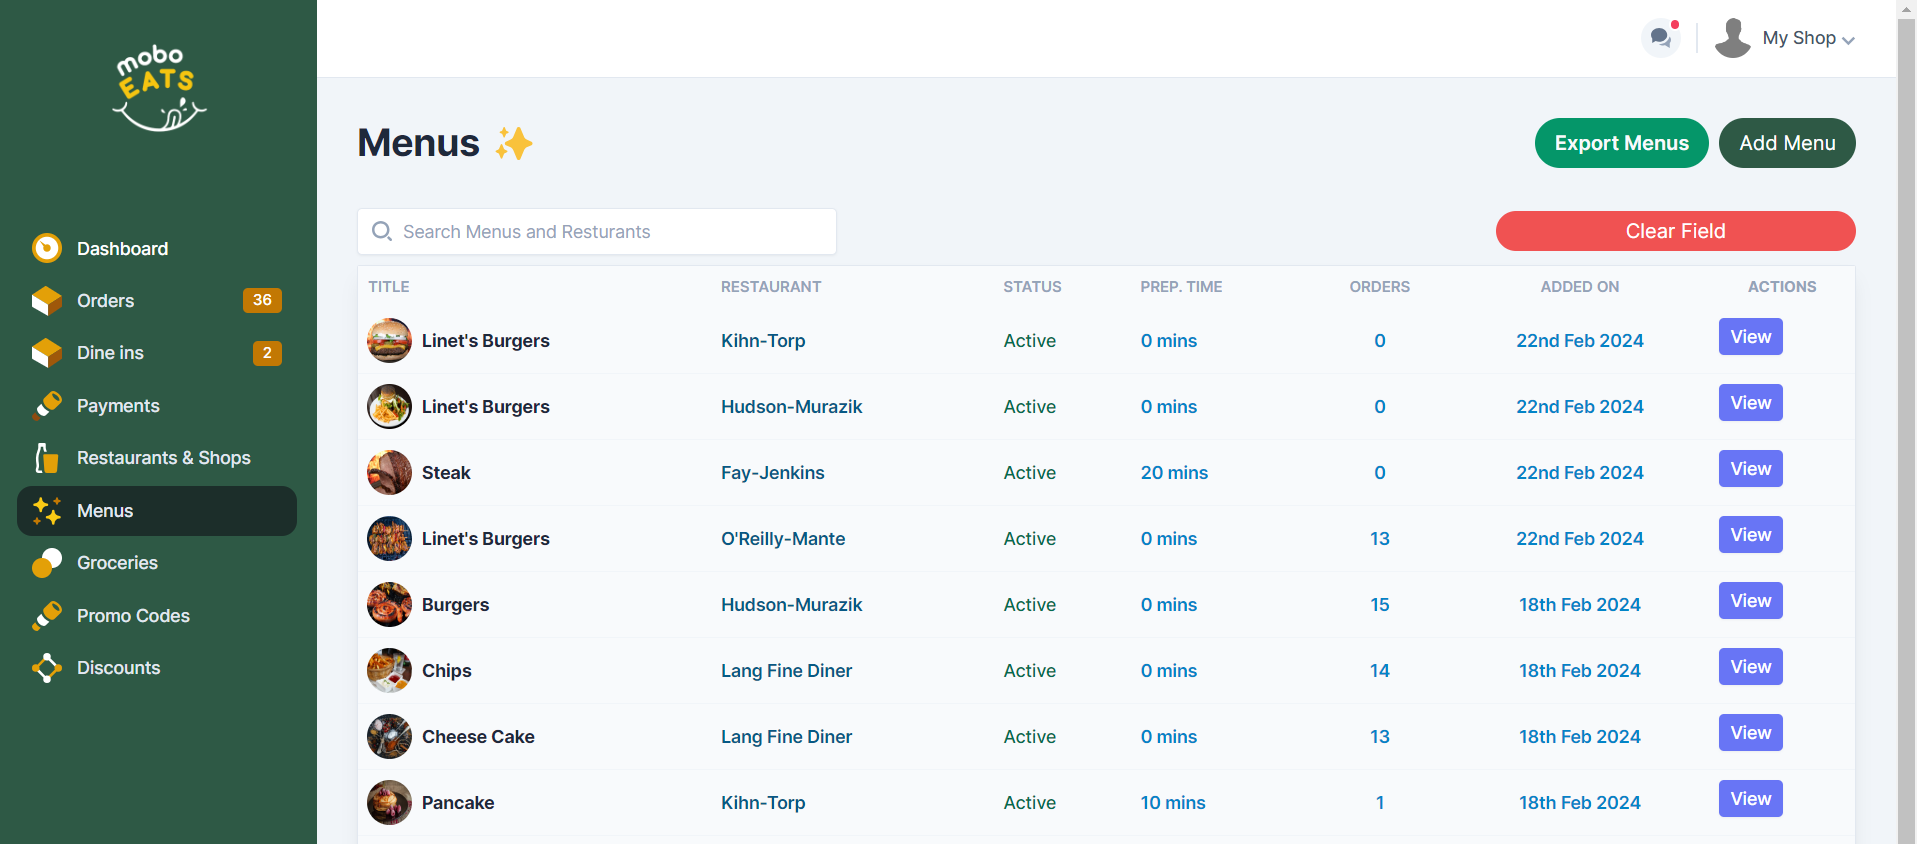 mobo
EATS
My Shop
Menus
Export Menus
Add Menu
Search Menus and Resturants
Clear Field
Dashboard
Orders 36
Dine ins 2
Payments
Restaurants & Shops
Menus
Groceries
Promo Codes
Discounts
TITLE RESTAURANT STATUS PREP. TIME ORDERS ADDED ON ACTIONS
Linet's Burgers Kihn-Torp Active 0 mins 0 22nd Feb 2024 View
Linet's Burgers Hudson-Murazik Active 0 mins 0 22nd Feb 2024 View
Steak Fay-Jenkins Active 20 mins 0 22nd Feb 2024 View
Linet's Burgers O'Reilly-Mante Active 0 mins 13 22nd Feb 2024 View
Burgers Hudson-Murazik Active 0 mins 15 18th Feb 2024 View
Chips Lang Fine Diner Active 0 mins 14 18th Feb 2024 View
Cheese Cake Lang Fine Diner Active 0 mins 13 18th Feb 2024 View
Pancake Kihn-Torp Active 10 mins 1 18th Feb 2024 View